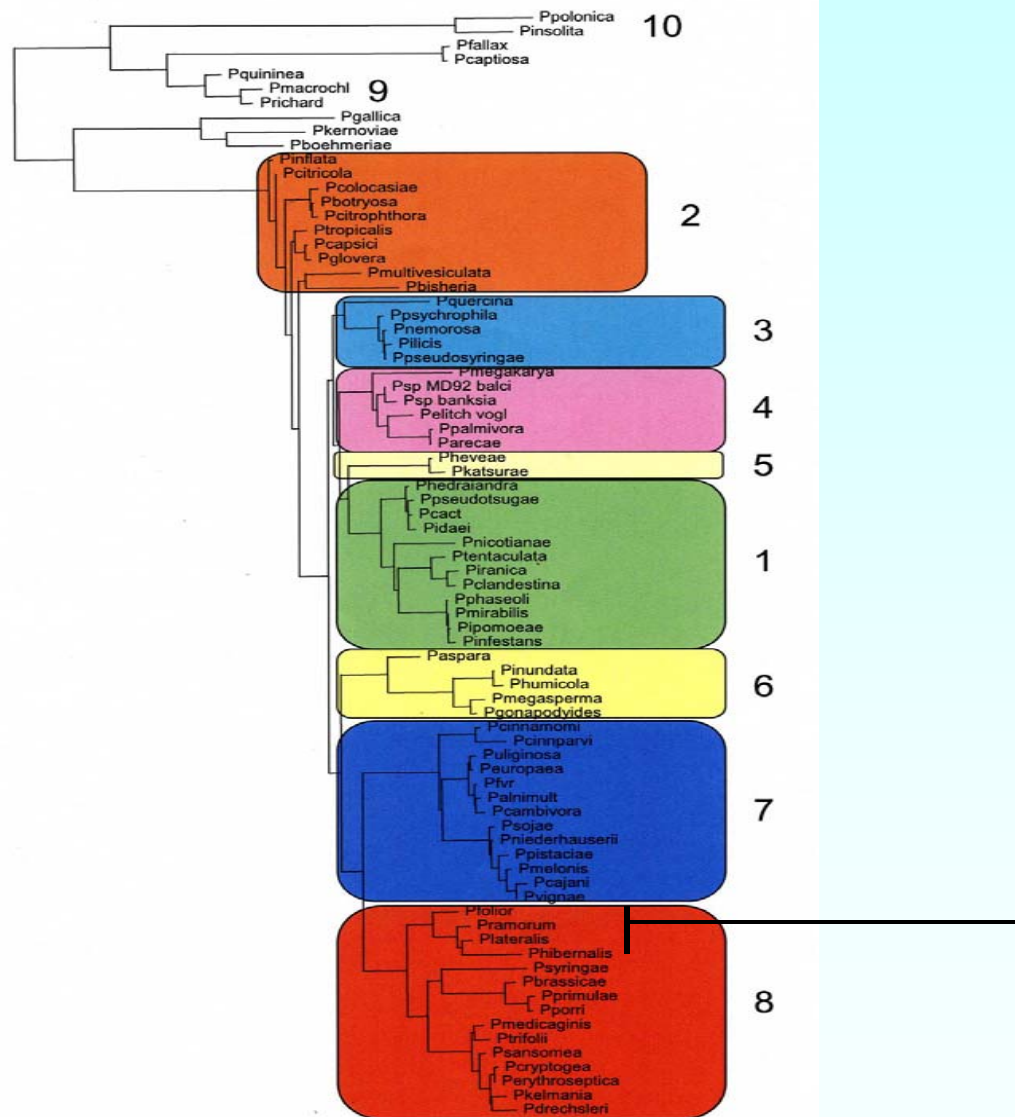 Ppolonica
10
Pinsolita
Pfallax
Pcaptiosa
Pquininea
Pmacrochl
9
Prichard
Pgallica
Pkernoviae
Pboehmeriae
Pinflata
Pcitricola
Pcolocasiae
Pbotryosa
Pcitrophthora
2
Ptropicalis
Pcapsici
Pglovera
Pmultivesiculata
Pbisheria
Pquercina
Ppsychrophila
Pnemorosa
3
Pilicis
Ppseudosyringae
Pmegakarya
Psp MD92 balci
Psp banksia
4
Pelitch vogl
Ppalmivora
Parecae
Pheveae
5
Pkatsurae
Phedraiandra
Ppseudotsugae
Pcact
Pidaei
Pnicotianae
Ptentaculata
1
Piranica
Pclandestina
Pphaseoli
Pmirabilis
Pipomoeae
Pinfestans
Paspara
Pinundata
Phumicola
6
Pmegasperma
Pgonapodyides
Pcinnamomi
Pcinnparvi
Puliginosa
Peuropaea
Pfvr
Palnimult
7
Pcambivora
Psojae
Pniederhauserii
Ppistaciae
Pmelonis
Pcajani
Pvignae
Pfolior
Pramorum
Plateralis
Phibernalis
Psyringae
Pbrassicae
Pprimulae
8
Pporri
Pmedicaginis
Ptrifolii
Psansomea
Pcryptogea
Perythroseptica
Pkelmania
Pdrechsleri